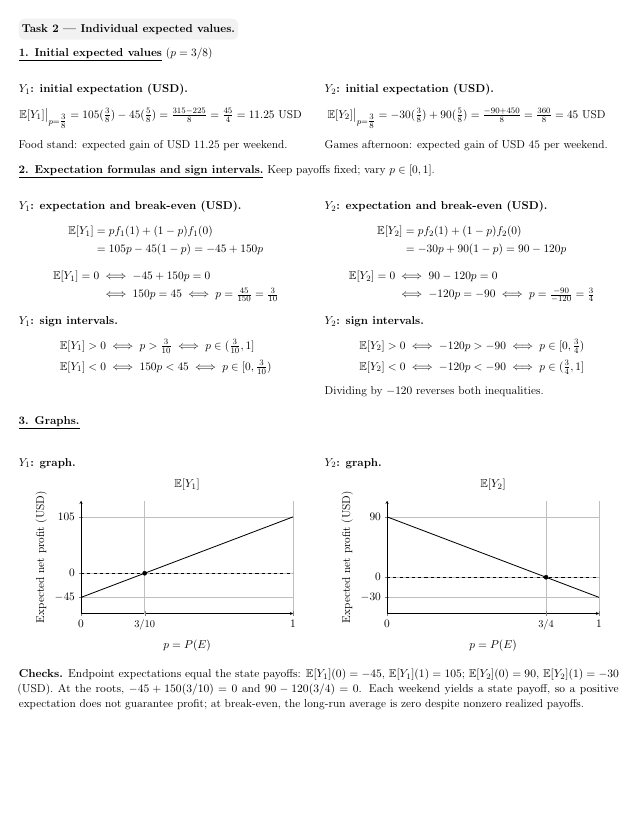 Task 2 — Individual expected values.
1. Initial expected values (p = 3/8)
Y₁: initial expectation (USD).
𝔼[Y₁]|ₚ₌3/8 = 105(3/8) − 45(5/8) = (315−225)/8 = 45/4 = 11.25 USD
Food stand: expected gain of USD 11.25 per weekend.
Y₂: initial expectation (USD).
𝔼[Y₂]|ₚ₌3/8 = −30(3/8) + 90(5/8) = (−90+450)/8 = 360/8 = 45 USD
Games afternoon: expected gain of USD 45 per weekend.
2. Expectation formulas and sign intervals. Keep payoffs fixed; vary p ∈ [0, 1].
Y₁: expectation and break-even (USD).
𝔼[Y₁] = pf₁(1) + (1 − p)f₁(0)
= 105p − 45(1 − p) = −45 + 150p
𝔼[Y₁] = 0 ⟺ −45 + 150p = 0
⟺ 150p = 45 ⟺ p = 45/150 = 3/10
Y₁: sign intervals.
𝔼[Y₁] > 0 ⟺ p > 3/10 ⟺ p ∈ (3/10, 1]
𝔼[Y₁] < 0 ⟺ 150p < 45 ⟺ p ∈ [0, 3/10)
Y₂: expectation and break-even (USD).
𝔼[Y₂] = pf₂(1) + (1 − p)f₂(0)
= −30p + 90(1 − p) = 90 − 120p
𝔼[Y₂] = 0 ⟺ 90 − 120p = 0
⟺ −120p = −90 ⟺ p = −90/−120 = 3/4
Y₂: sign intervals.
𝔼[Y₂] > 0 ⟺ −120p > −90 ⟺ p ∈ [0, 3/4)
𝔼[Y₂] < 0 ⟺ −120p < −90 ⟺ p ∈ (3/4, 1]
Dividing by −120 reverses both inequalities.
3. Graphs.
Y₁: graph.
𝔼[Y₁]
Expected net profit (USD)
105
0
−45
0 3/10 1
p = P(E)
Y₂: graph.
𝔼[Y₂]
Expected net profit (USD)
90
0
−30
0 3/4 1
p = P(E)
Checks. Endpoint expectations equal the state payoffs: 𝔼[Y₁](0) = −45, 𝔼[Y₁](1) = 105; 𝔼[Y₂](0) = 90, 𝔼[Y₂](1) = −30
(USD). At the roots, −45 + 150(3/10) = 0 and 90 − 120(3/4) = 0. Each weekend yields a state payoff, so a positive
expectation does not guarantee profit; at break-even, the long-run average is zero despite nonzero realized payoffs.